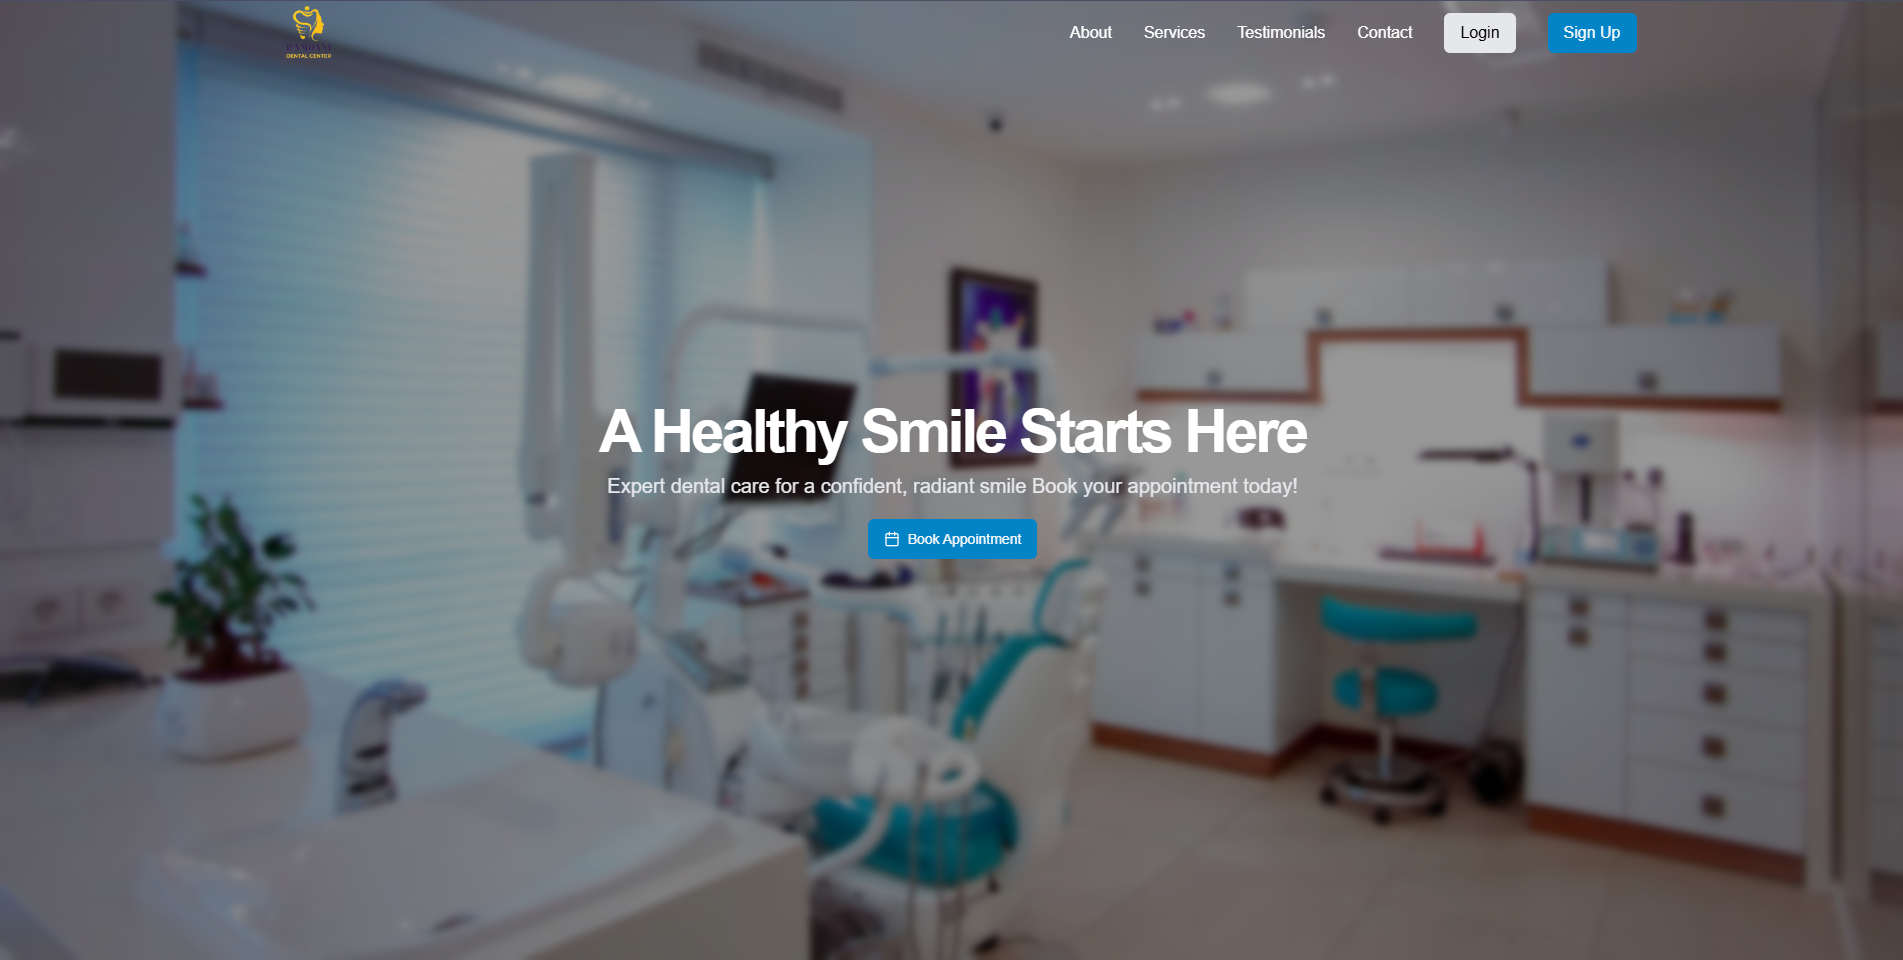 DENTAL CENTER
About
Services
Testimonials
Contact
Login
Sign Up
A Healthy Smile Starts Here
Expert dental care for a confident, radiant smile Book your appointment today!
Book Appointment